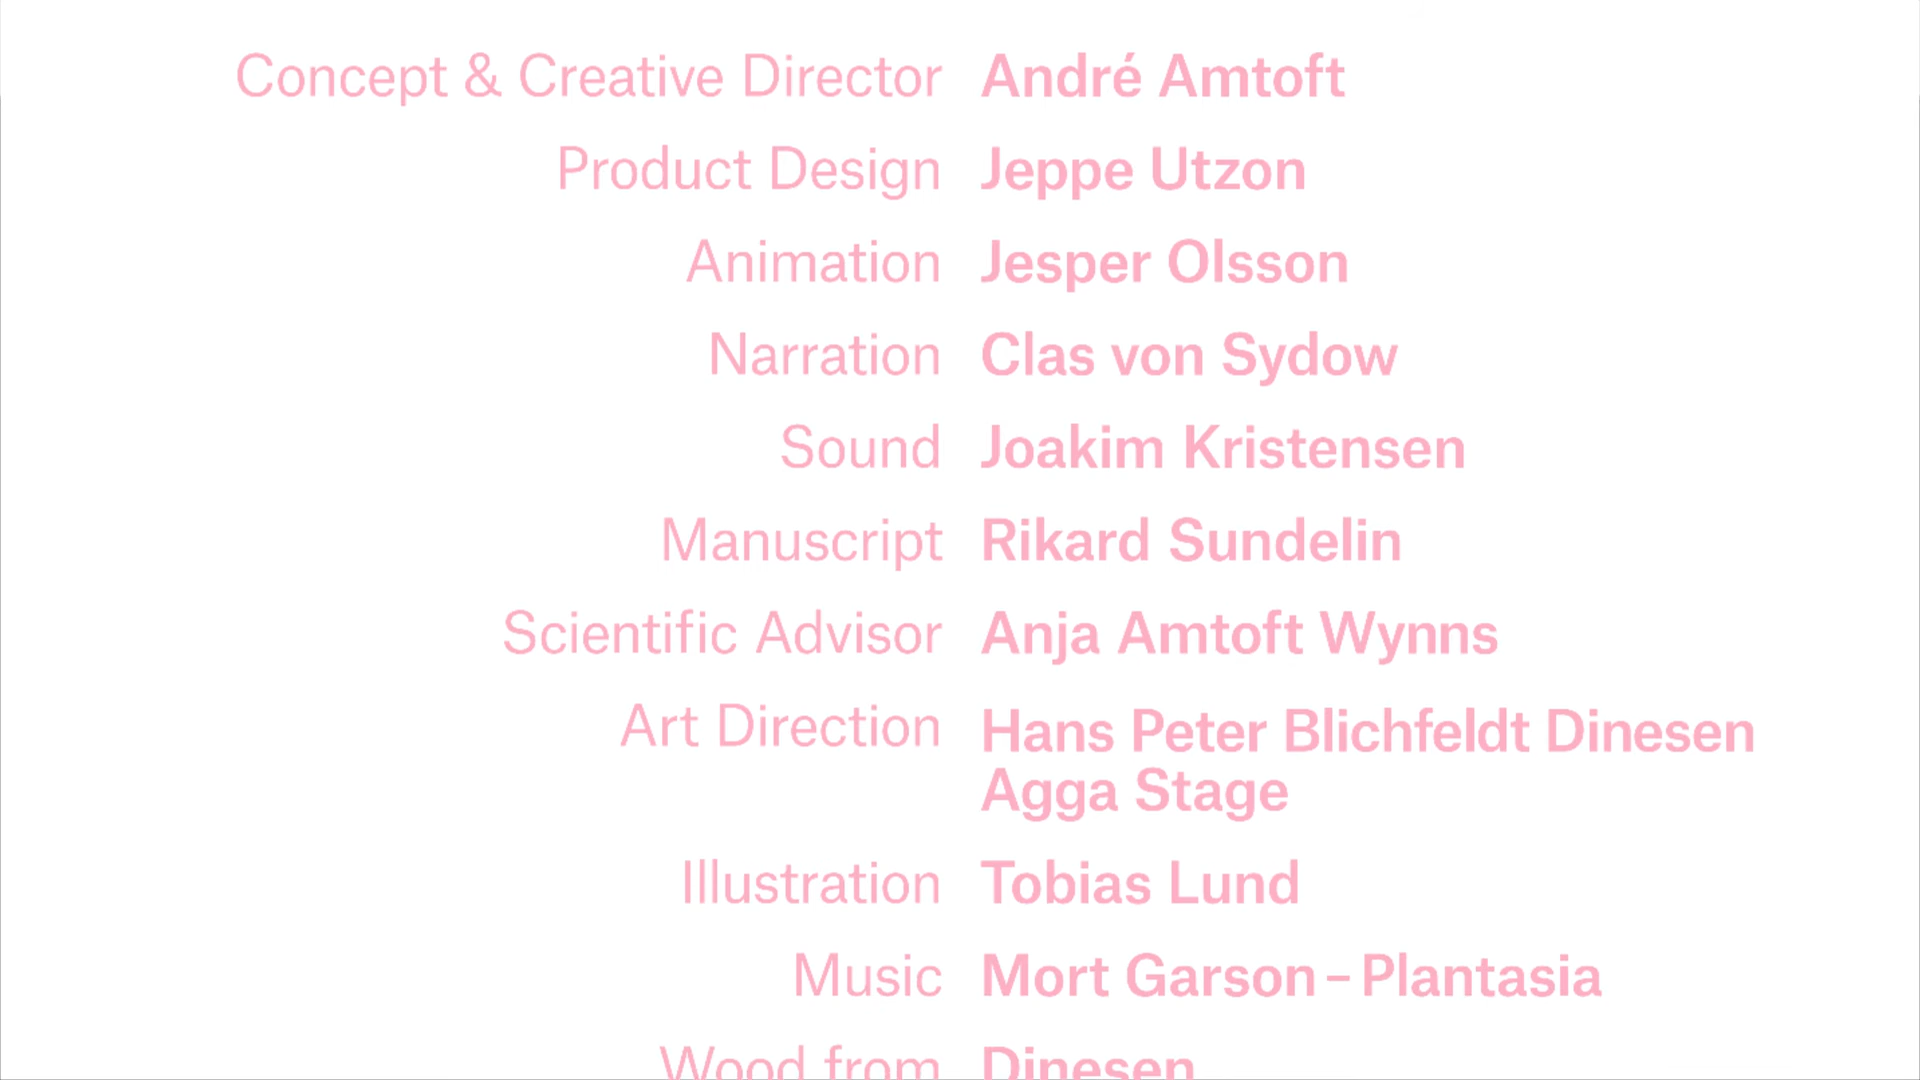 Concept & Creative Director André Amtoft
Product Design Jeppe Utzon
Animation Jesper Olsson
Narration Clas von Sydow
Sound Joakim Kristensen
Manuscript Rikard Sundelin
Scientific Advisor Anja Amtoft Wynns
Art Direction Hans Peter Blichfeldt Dinesen
Agga Stage
Illustration Tobias Lund
Music Mort Garson – Plantasia
Wood from Dinesen